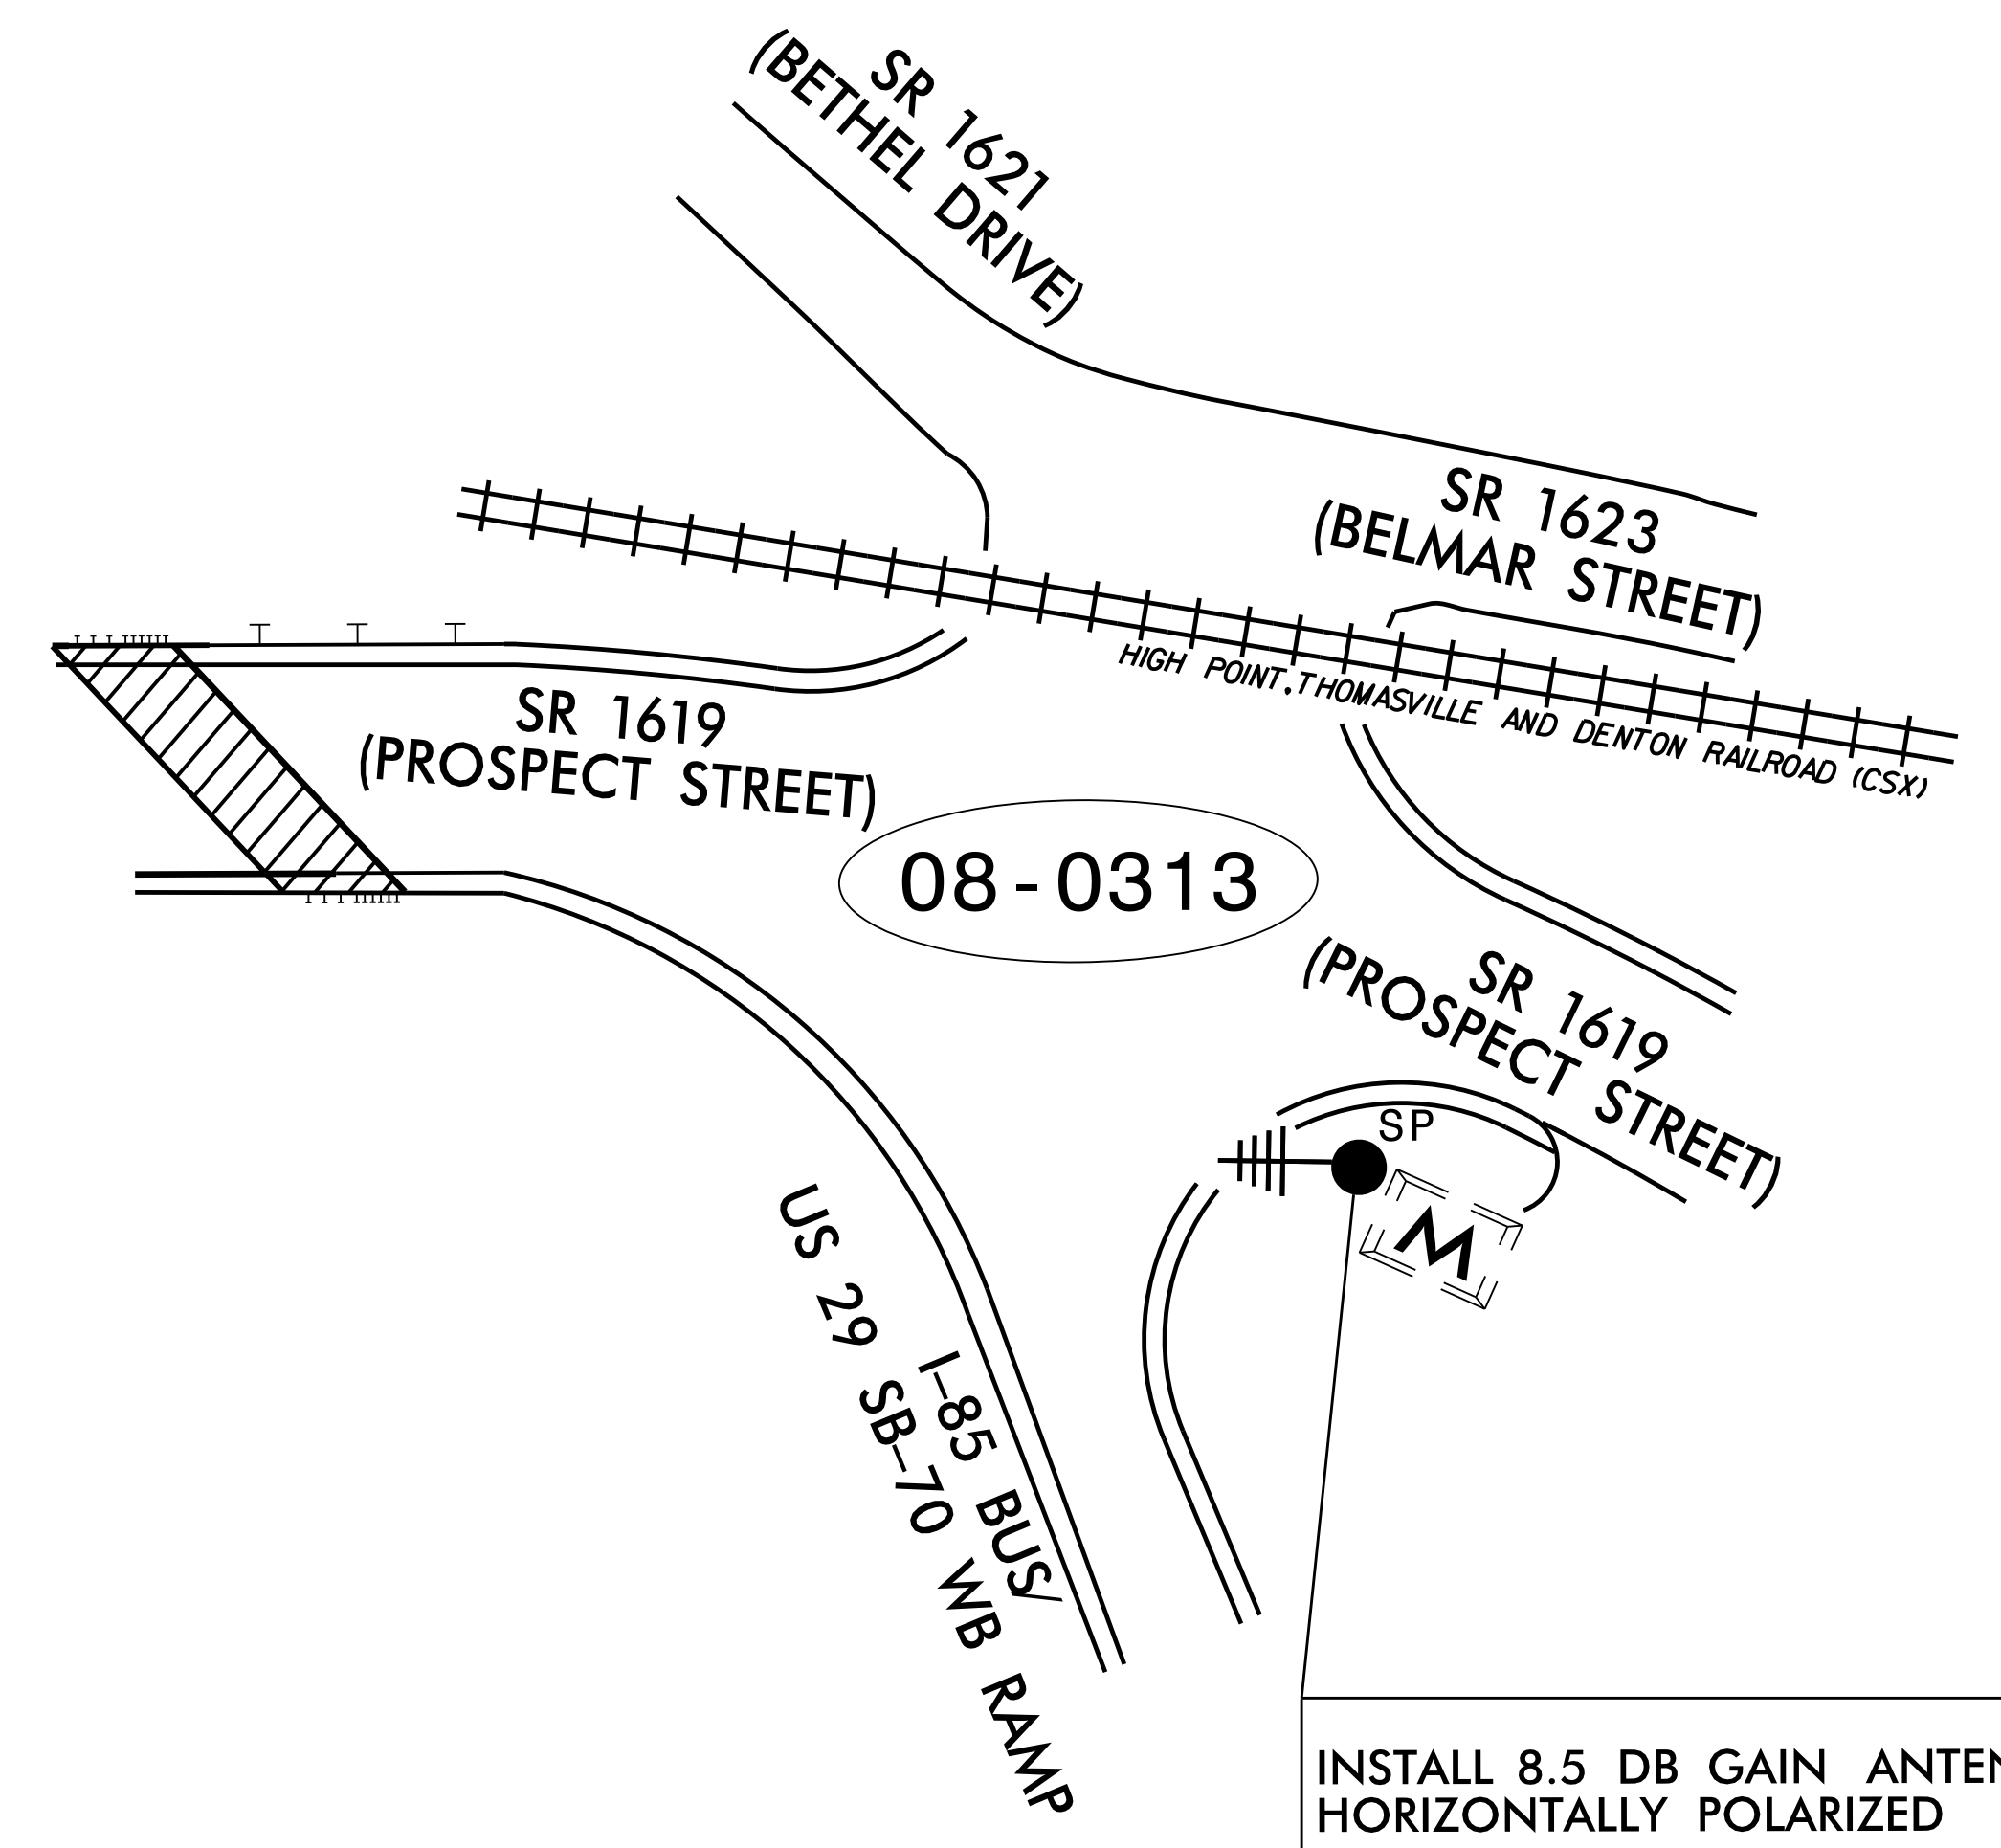 SR 1621
(BETHEL DRIVE)
SR 1623
(BELMAR STREET)
HIGH POINT.THOMASVILLE AND DENTON RAILROAD (CSX)
SR 1619
(PROSPECT STREET)
08-0313
SR 1619
(PROSPECT STREET)
SP
M
I-85 BUS/
US 29 SB-70 WB RAMP
INSTALL 8.5 DB GAIN
HORIZONTALLY POLARIZED